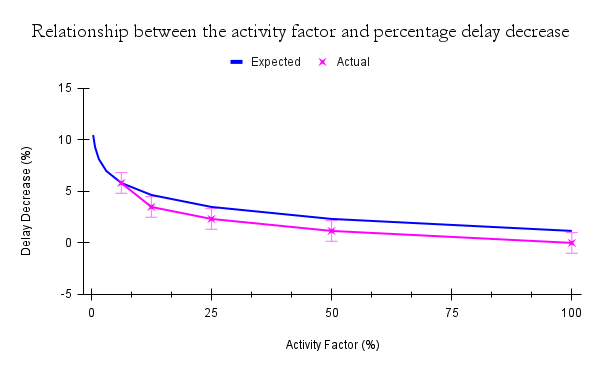 Relationship between the activity factor and percentage delay decrease
Expected Actual
15
10
5
0
-5
Delay Decrease (%)
0 25 50 75 100
Activity Factor (%)